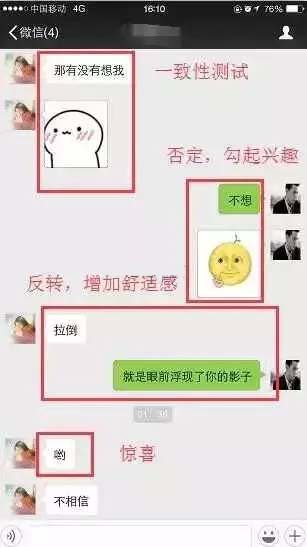 中国移动 4G
16:10
微信(4)
那有没有想我
一致性测试
否定，勾起兴趣
不想
反转，增加舒适感
拉倒
就是眼前浮现了你的影子
哟
惊喜
不相信